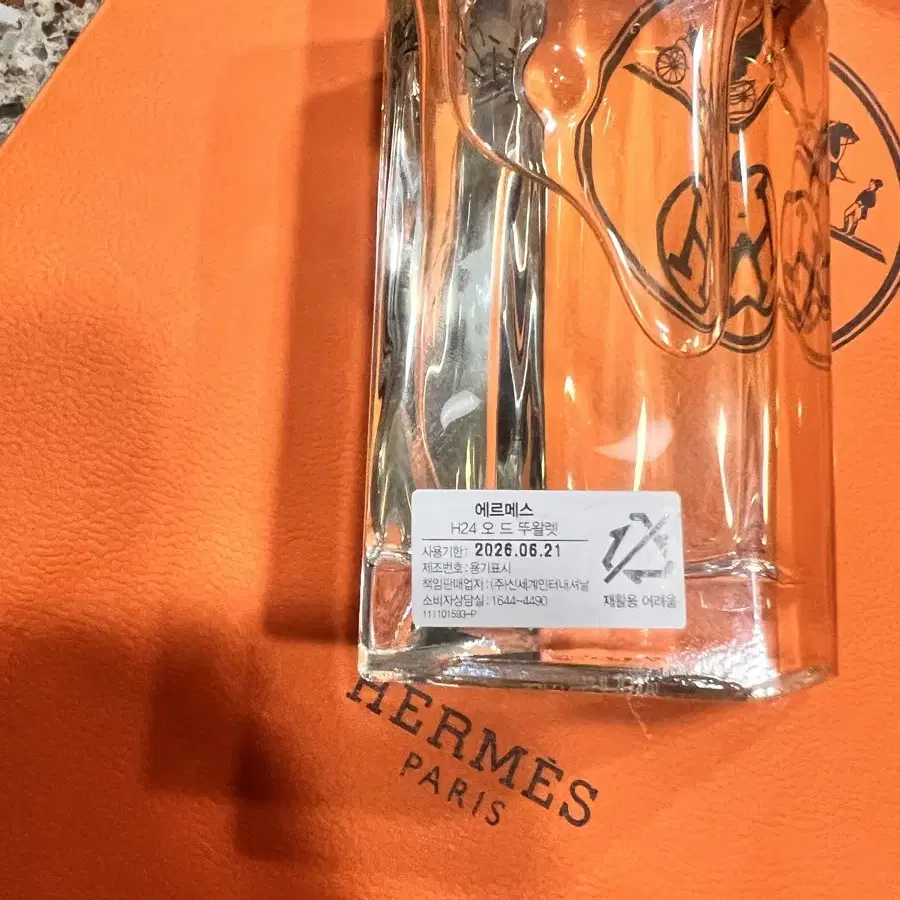 에르메스
H24 오 드 뚜왈렛
사용기한: 2026.06.21
제조번호:용기표시
책임판매업자:(주)신세계인터내셔날
소비자상담실:1644-4490
111101593-P
재활용 어려움
HERMÈS
PARIS